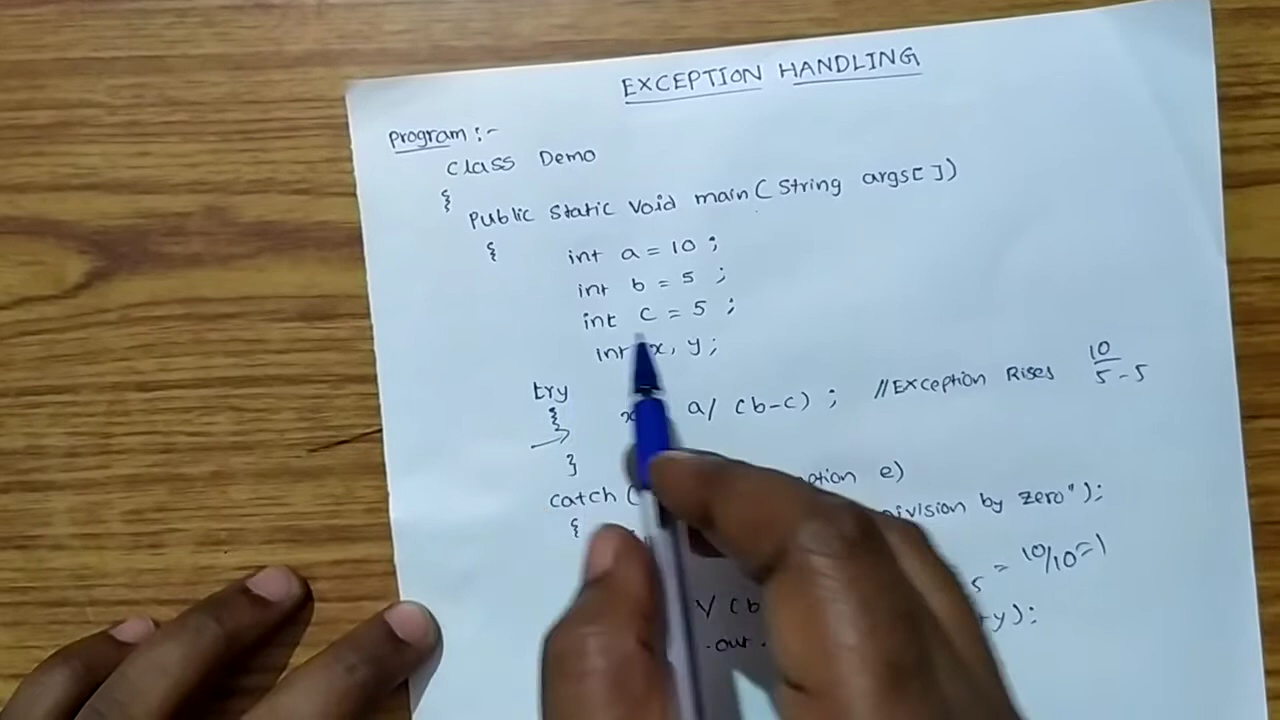 EXCEPTION HANDLING
Program :-
class Demo
{
Public Static Void main ( String args[ ])
{
int a = 10 ;
int b = 5 ;
int c = 5 ;
int x, y ;
try
{ x a / (b-c) ; //Exception Rises 10/5-5
}
catch ( e)
{ by zero");
10/10 = 1
y (b
.out. y);